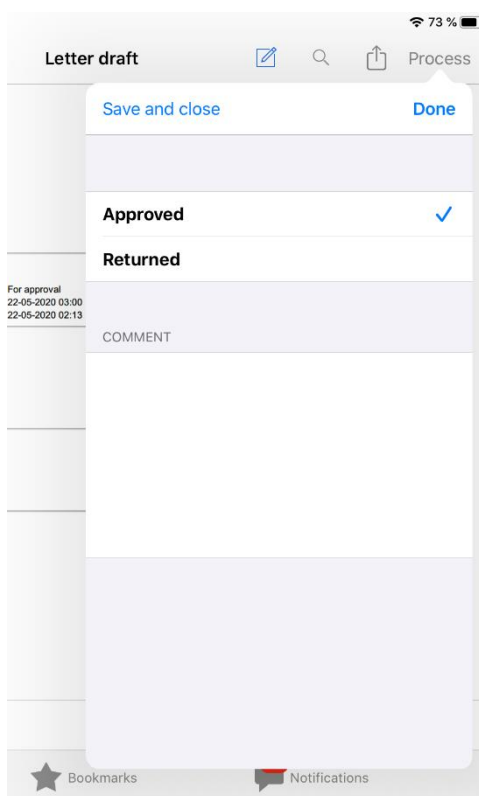 73 %
Letter draft
Process
Save and close
Done
Approved
Returned
For approval
22-05-2020 03:00
22-05-2020 02:13
COMMENT
Bookmarks
Notifications